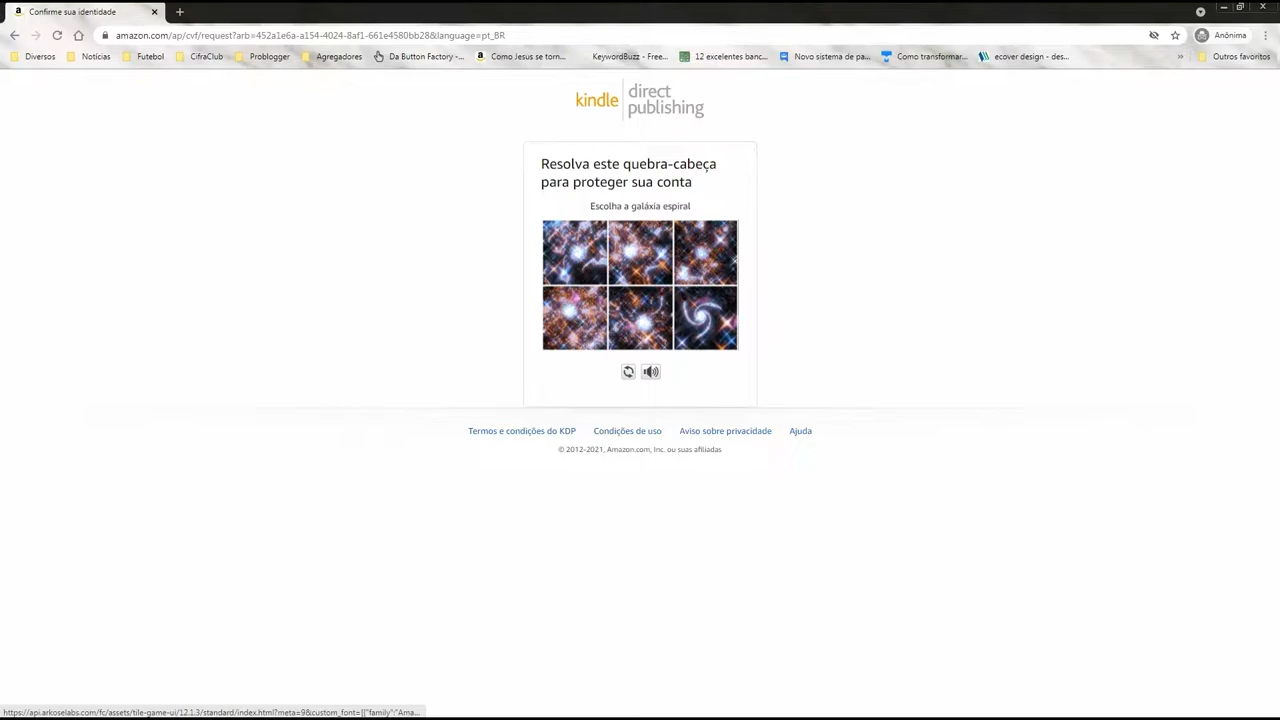 Confirme sua identidade
amazon.com/ap/cvf/request?arb=452a1e6a-a154-4024-8af1-661e4580bb28&language=pt_BR
Anônima
Diversos
Notícias
Futebol
CifraClub
Problogger
Agregadores
Da Button Factory -...
Como Jesus se torn...
KeywordBuzz - Free...
12 excelentes banc...
Novo sistema de pa...
Como transformar...
ecover design - des...
»
Outros favoritos
kindle
direct
publishing
Resolva este quebra-cabeça
para proteger sua conta
Escolha a galáxia espiral
Termos e condições do KDP
Condições de uso
Aviso sobre privacidade
Ajuda
© 2012-2021, Amazon.com, Inc. ou suas afiliadas
https://api.arkoselabs.com/fc/assets/tile-game-ui/12.1.3/standard/index.html?meta=9&custom_font=[{"family":"Ama...